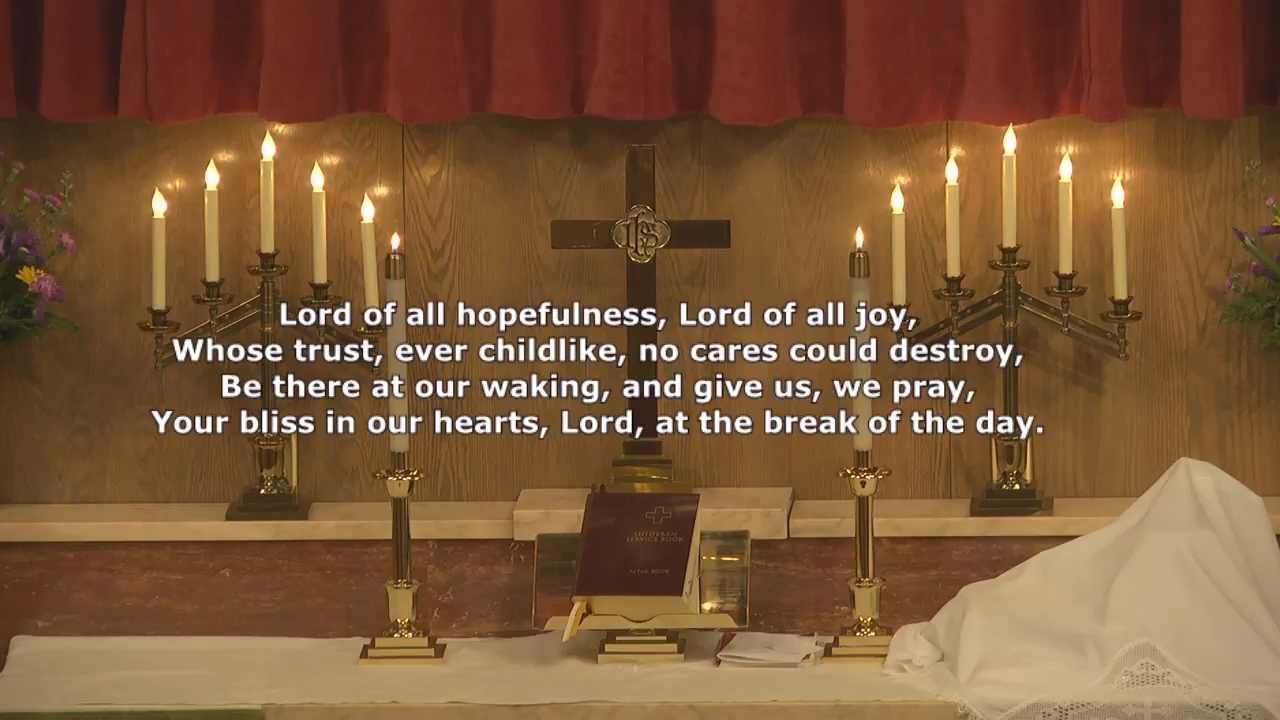 Lord of all hopefulness, Lord of all joy,
Whose trust, ever childlike, no cares could destroy,
Be there at our waking, and give us, we pray,
Your bliss in our hearts, Lord, at the break of the day.
IHS
LUTHERAN
SERVICE BOOK
ALTAR BOOK